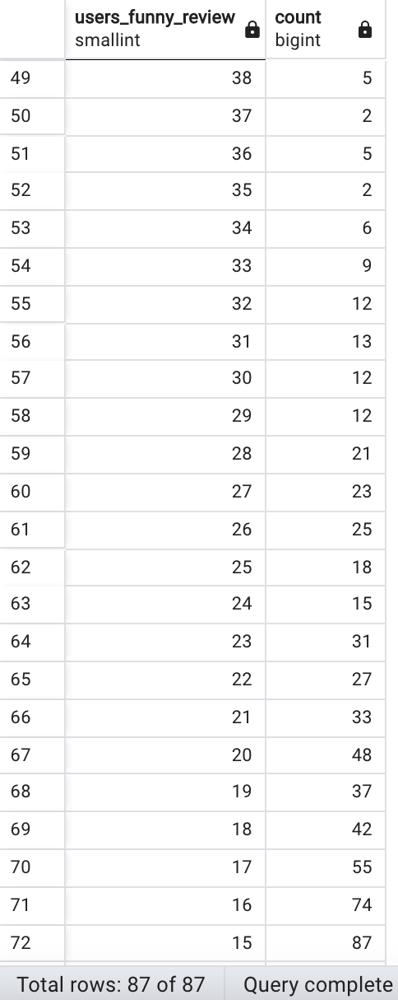 users_funny_review count
smallint bigint
49 38 5
50 37 2
51 36 5
52 35 2
53 34 6
54 33 9
55 32 12
56 31 13
57 30 12
58 29 12
59 28 21
60 27 23
61 26 25
62 25 18
63 24 15
64 23 31
65 22 27
66 21 33
67 20 48
68 19 37
69 18 42
70 17 55
71 16 74
72 15 87
Total rows: 87 of 87 Query complete